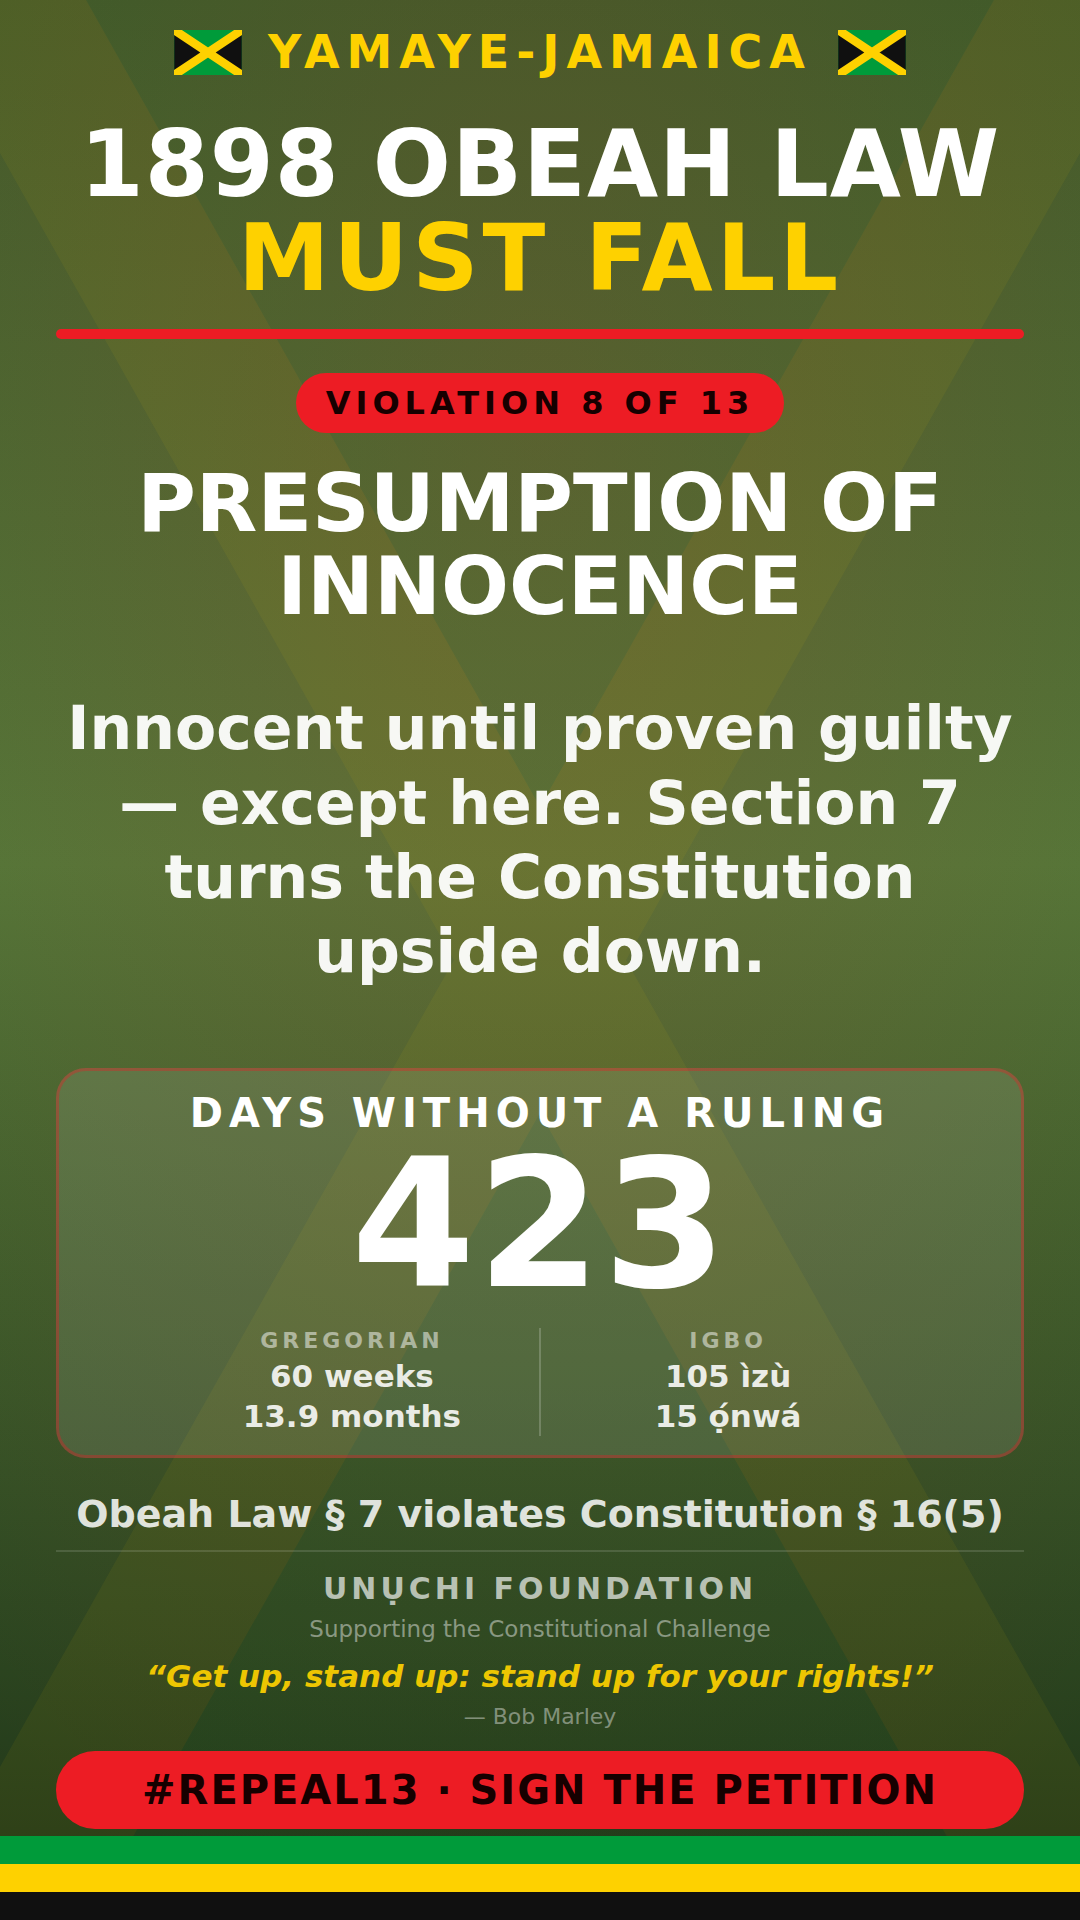 YAMAYE-JAMAICA
1898 OBEAH LAW
MUST FALL
VIOLATION 8 OF 13
PRESUMPTION OF
INNOCENCE
Innocent until proven guilty
— except here. Section 7
turns the Constitution
upside down.
DAYS WITHOUT A RULING
423
GREGORIAN
60 weeks
13.9 months
IGBO
105 ìzù
15 ọ́nwá
Obeah Law § 7 violates Constitution § 16(5)
UNỤCHI FOUNDATION
Supporting the Constitutional Challenge
“Get up, stand up: stand up for your rights!”
— Bob Marley
#REPEAL13 · SIGN THE PETITION